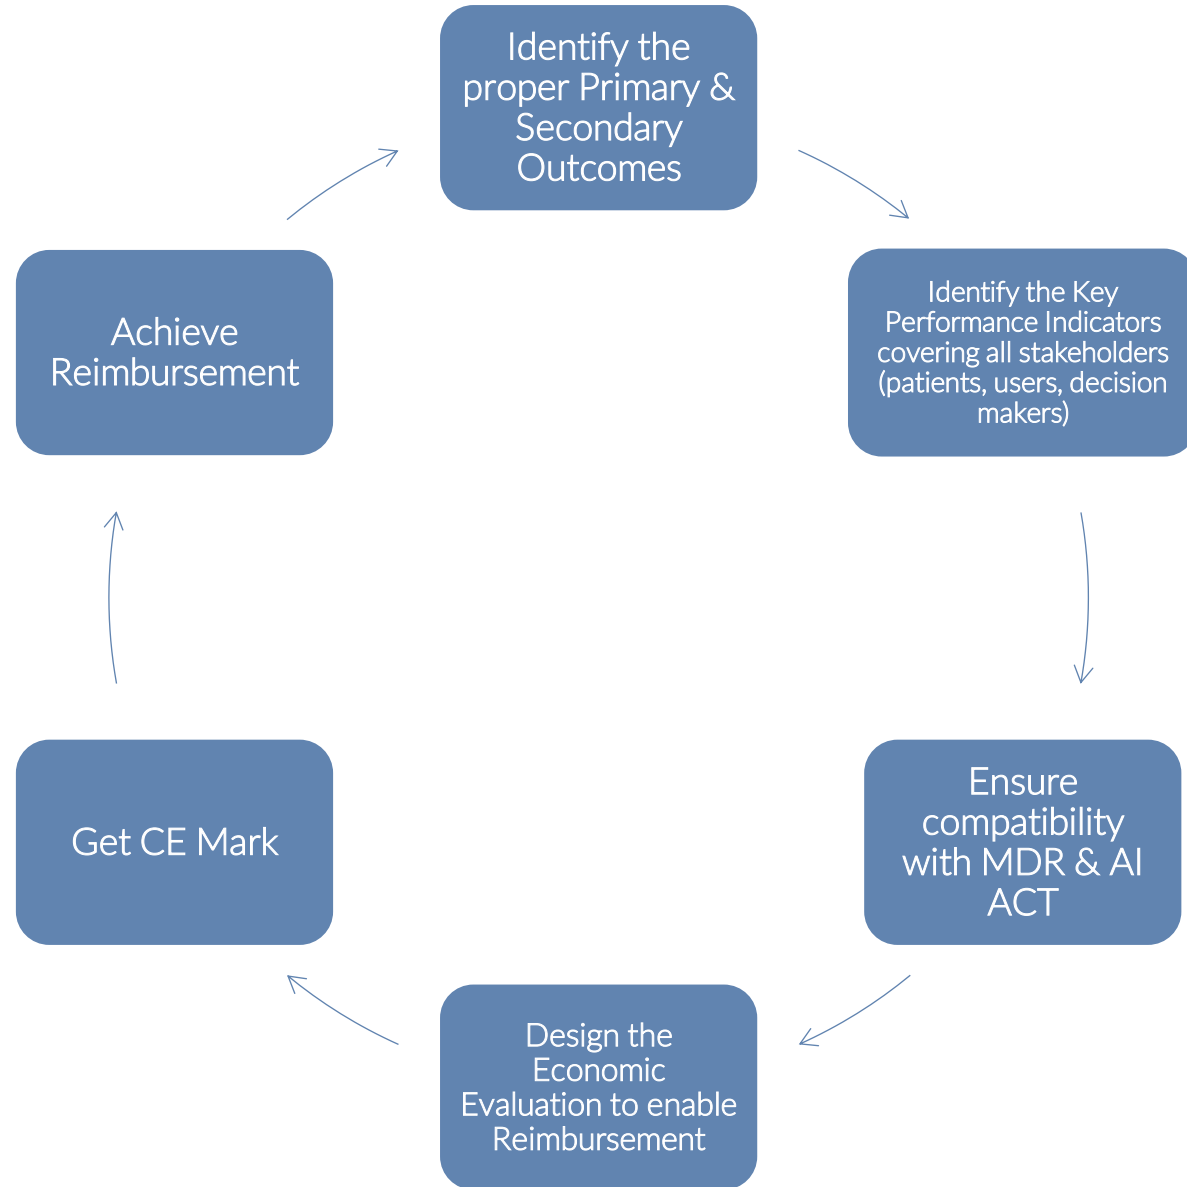 Identify the
proper Primary &
Secondary
Outcomes
Identify the Key
Performance Indicators
covering all stakeholders
(patients, users, decision
makers)
Ensure
compatibility
with MDR & AI
ACT
Design the
Economic
Evaluation to enable
Reimbursement
Get CE Mark
Achieve
Reimbursement